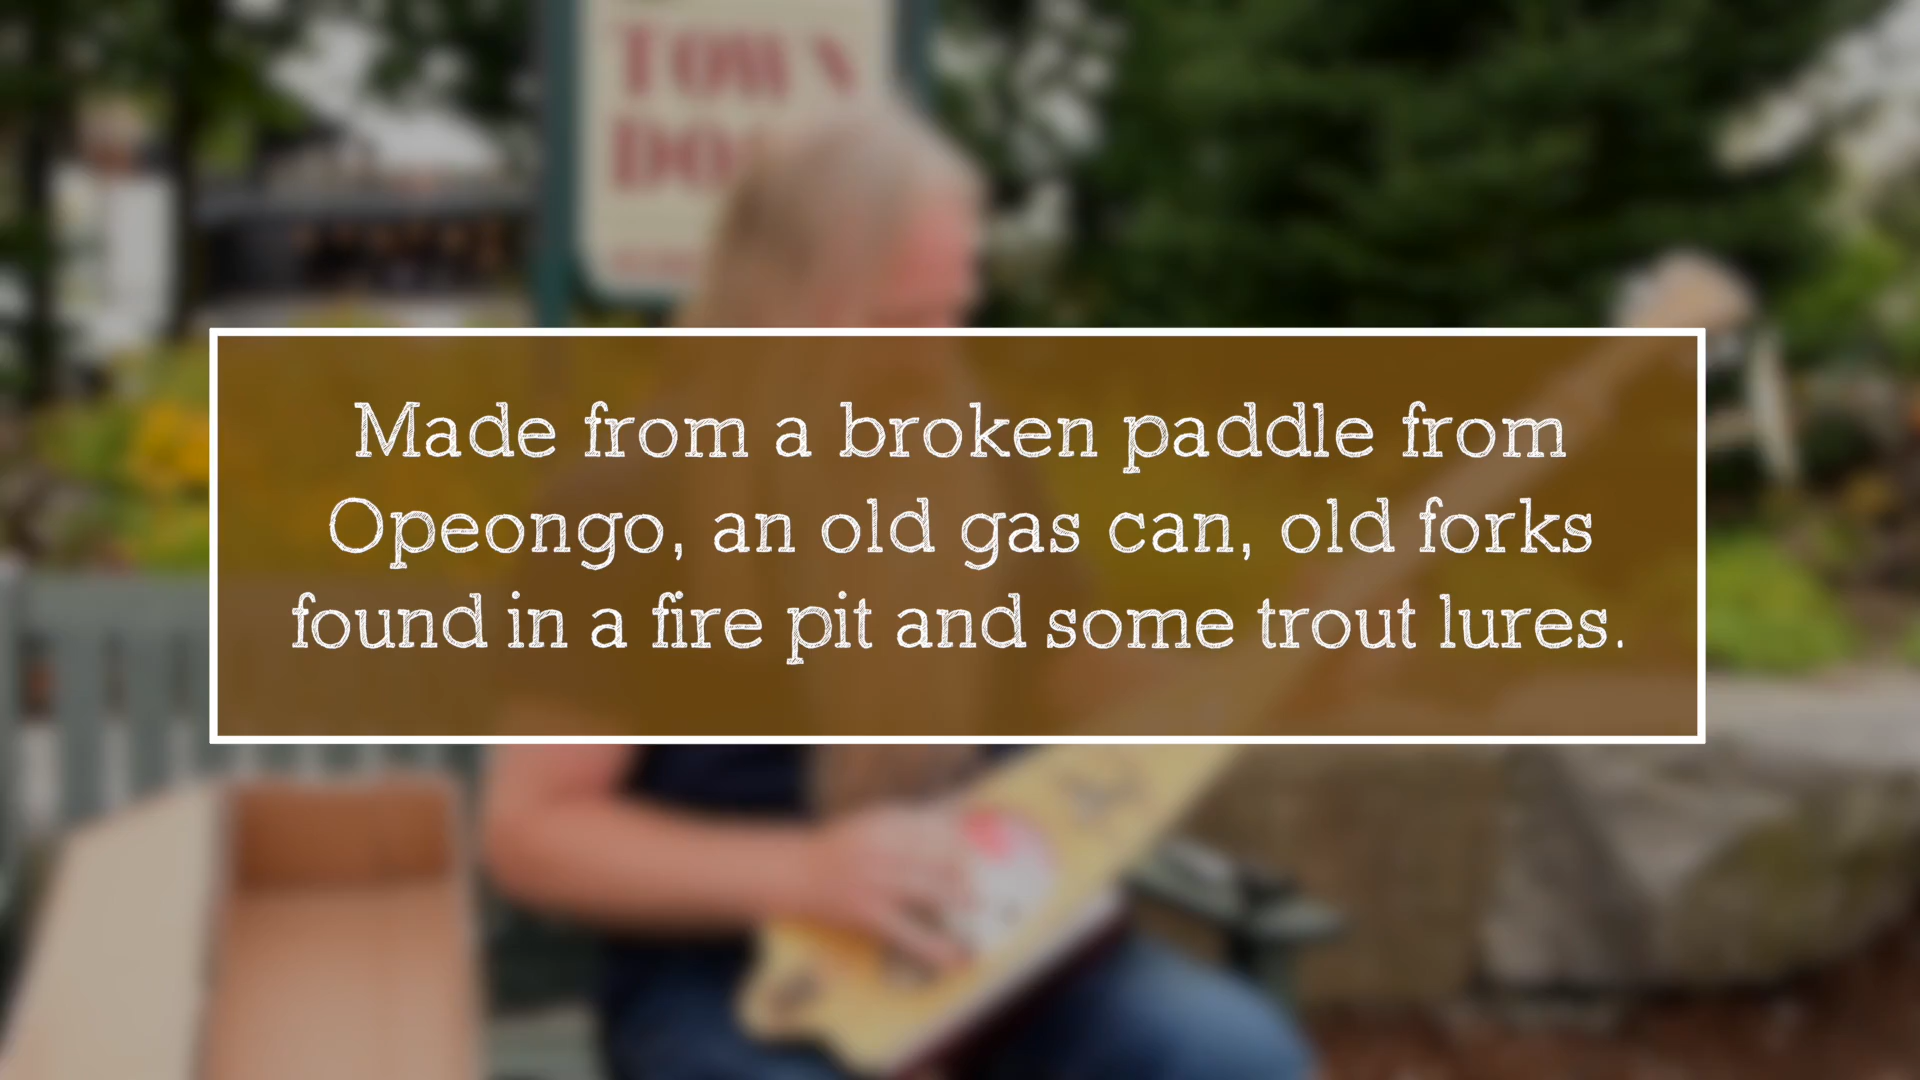 TOWN
Made from a broken paddle from
Opeongo, an old gas can, old forks
found in a fire pit and some trout lures.